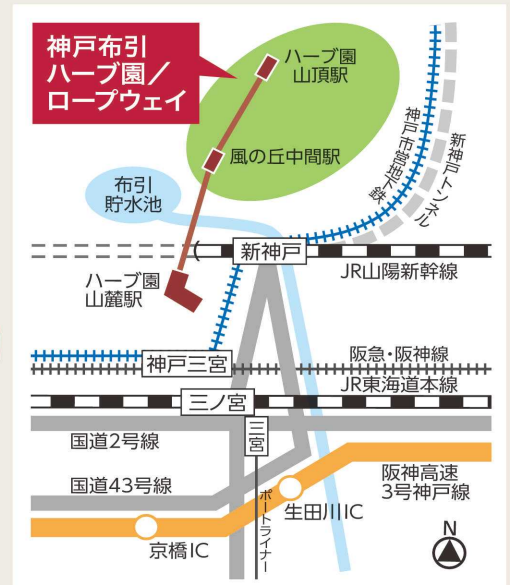 神戸布引
ハーブ園／
ロープウェイ
ハーブ園
山頂駅
風の丘中間駅
布引
貯水池
神戸市営地下鉄
新神戸トンネル
新神戸
JR山陽新幹線
ハーブ園
山麓駅
阪急・阪神線
神戸三宮
JR東海道本線
三ノ宮
国道2号線
三宮
国道43号線
阪神高速
3号神戸線
ポートライナー
生田川IC
京橋IC
N